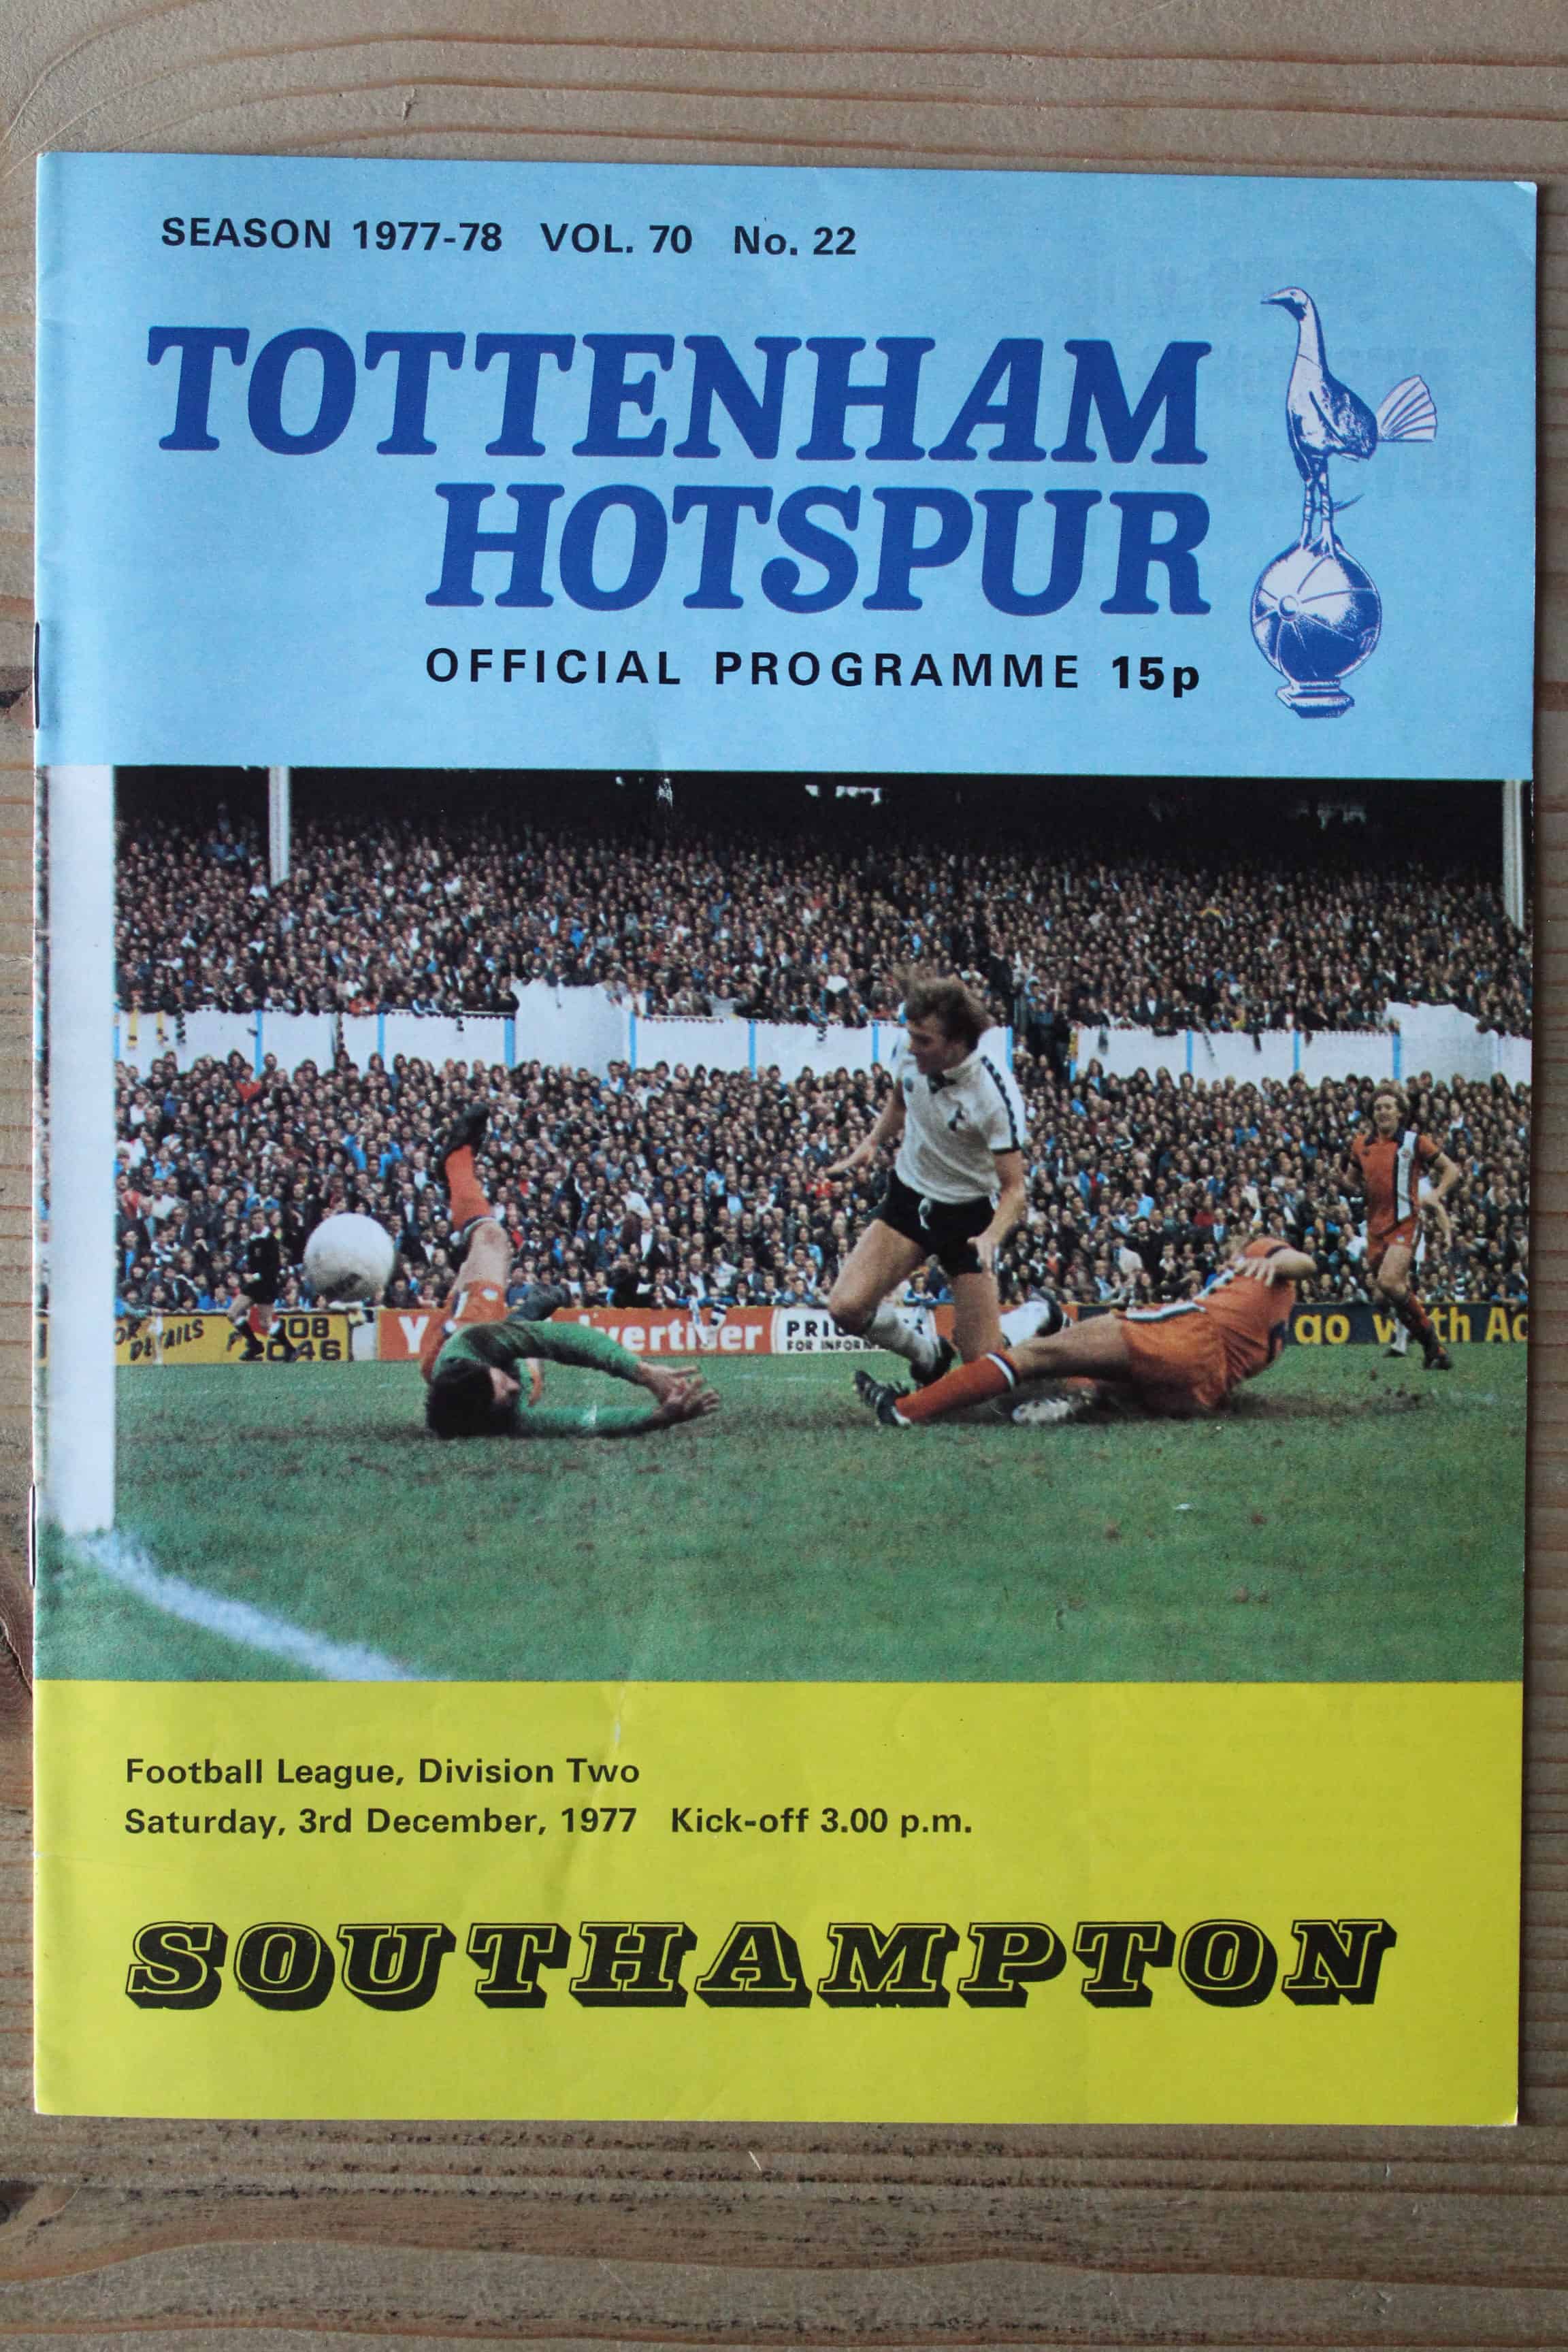 SEASON 1977-78 VOL. 70 No. 22
TOTTENHAM
HOTSPUR
OFFICIAL PROGRAMME 15p
DETAILS
Football League, Division Two
Saturday, 3rd December, 1977 Kick-off 3.00 p.m.
SOUTHAMPTON